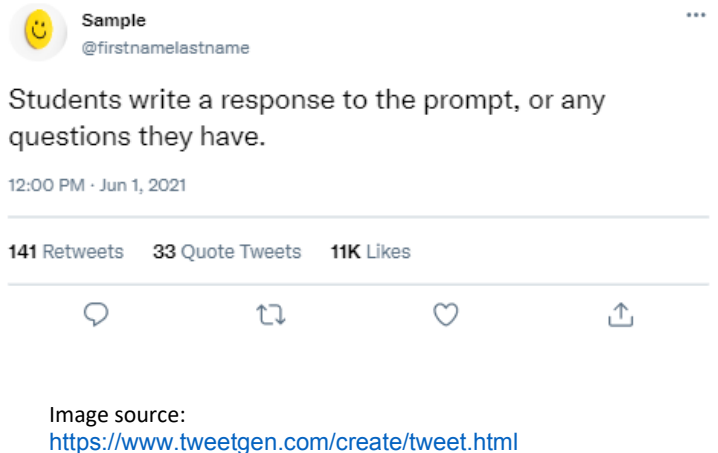 Sample
@firstnamelastname
Students write a response to the prompt, or any
questions they have.
12:00 PM · Jun 1, 2021
141 Retweets 33 Quote Tweets 11K Likes
Image source:
https://www.tweetgen.com/create/tweet.html